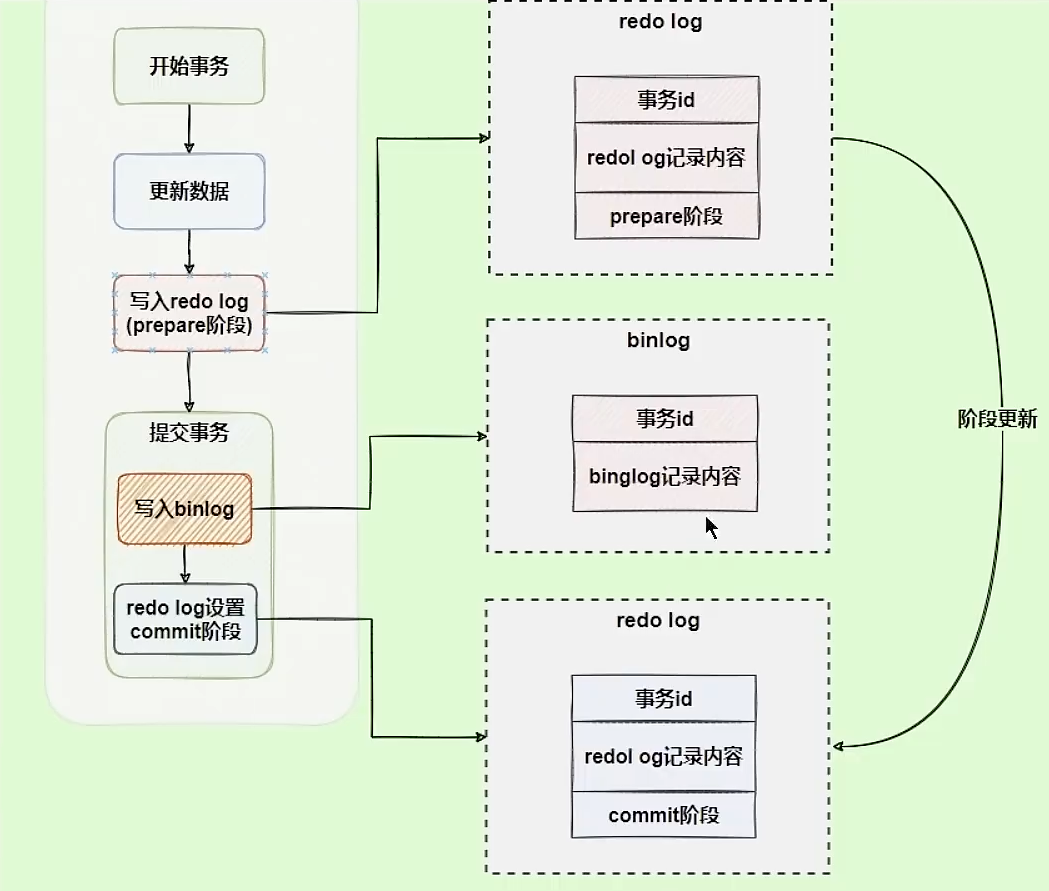 开始事务
更新数据
写入redo log
(prepare阶段)
提交事务
写入binlog
redo log设置
commit阶段
redo log
事务id
redol og记录内容
prepare阶段
binlog
事务id
binglog记录内容
redo log
事务id
redol og记录内容
commit阶段
阶段更新